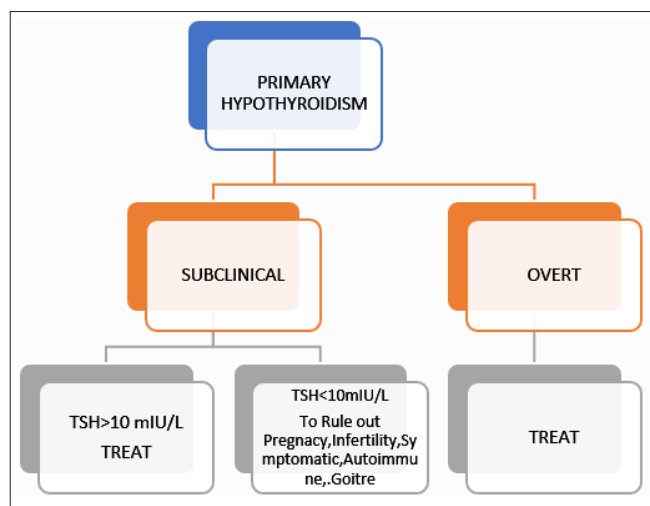 PRIMARY
HYPOTHYROIDISM
SUBCLINICAL
OVERT
TSH>10 mIU/L
TREAT
TSH<10mIU/L
To Rule out
Pregnacy,Infertility,Sy
mptomatic,Autoimmu
ne,.Goitre
TREAT